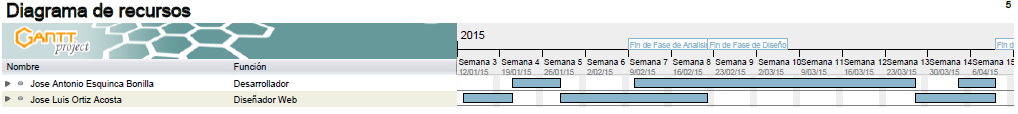 Diagrama de recursos
5
GANTT
project
2015
Fin de Fase de Analisi
Fin de Fase de Diseño
Fin d
Nombre
Función
Semana 3
Semana 4
Semana 5
Semana 6
Semana 7
Semana 8
Semana 9
Semana 10
Semana 11
Semana 12
Semana 13
Semana 14
Semana 15
12/01/15
19/01/15
26/01/15
2/02/15
9/02/15
16/02/15
23/02/15
2/03/15
9/03/15
16/03/15
23/03/15
30/03/15
6/04/15
Jose Antonio Esquinca Bonilla
Desarrollador
Jose Luis Ortiz Acosta
Diseñador Web